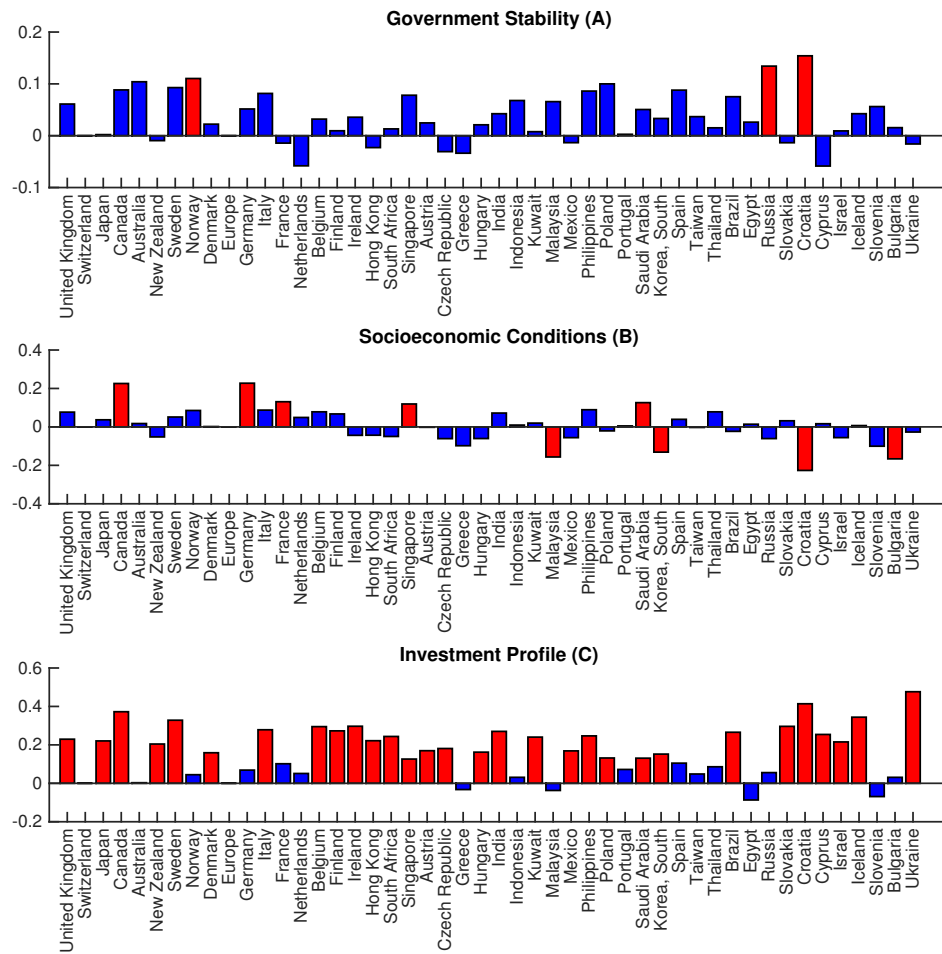 Government Stability (A)
0.2
0.1
0
-0.1
United Kingdom
Switzerland
Japan
Canada
Australia
New Zealand
Sweden
Norway
Denmark
Europe
Germany
Italy
France
Netherlands
Belgium
Finland
Ireland
Hong Kong
South Africa
Singapore
Austria
Czech Republic
Greece
Hungary
India
Indonesia
Kuwait
Malaysia
Mexico
Philippines
Poland
Portugal
Saudi Arabia
Korea, South
Spain
Taiwan
Thailand
Brazil
Egypt
Russia
Slovakia
Croatia
Cyprus
Israel
Iceland
Slovenia
Bulgaria
Ukraine
Socioeconomic Conditions (B)
0.4
0.2
0
-0.2
-0.4
United Kingdom
Switzerland
Japan
Canada
Australia
New Zealand
Sweden
Norway
Denmark
Europe
Germany
Italy
France
Netherlands
Belgium
Finland
Ireland
Hong Kong
South Africa
Singapore
Austria
Czech Republic
Greece
Hungary
India
Indonesia
Kuwait
Malaysia
Mexico
Philippines
Poland
Portugal
Saudi Arabia
Korea, South
Spain
Taiwan
Thailand
Brazil
Egypt
Russia
Slovakia
Croatia
Cyprus
Israel
Iceland
Slovenia
Bulgaria
Ukraine
Investment Profile (C)
0.6
0.4
0.2
0
-0.2
United Kingdom
Switzerland
Japan
Canada
Australia
New Zealand
Sweden
Norway
Denmark
Europe
Germany
Italy
France
Netherlands
Belgium
Finland
Ireland
Hong Kong
South Africa
Singapore
Austria
Czech Republic
Greece
Hungary
India
Indonesia
Kuwait
Malaysia
Mexico
Philippines
Poland
Portugal
Saudi Arabia
Korea, South
Spain
Taiwan
Thailand
Brazil
Egypt
Russia
Slovakia
Croatia
Cyprus
Israel
Iceland
Slovenia
Bulgaria
Ukraine